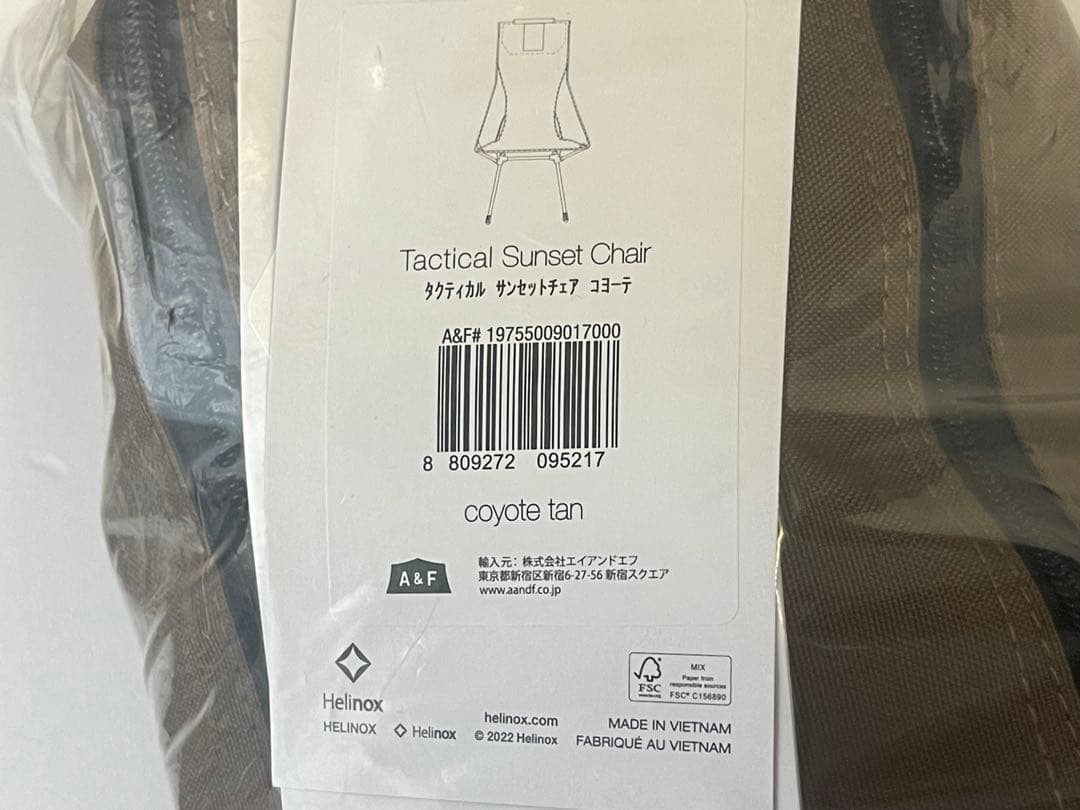 Tactical Sunset Chair
タクティカル サンセットチェア コヨーテ
A&F# 19755009017000
8 809272 095217
coyote tan
A & F
輸入元：株式会社エイアンドエフ
東京都新宿区新宿6-27-56 新宿スクエア
www.aandf.co.jp
Helinox
HELINOX
Helinox
helinox.com
© 2022 Helinox
FSC
MIX
Paper from
responsible sources
FSC® C156890
MADE IN VIETNAM
FABRIQUÉ AU VIETNAM